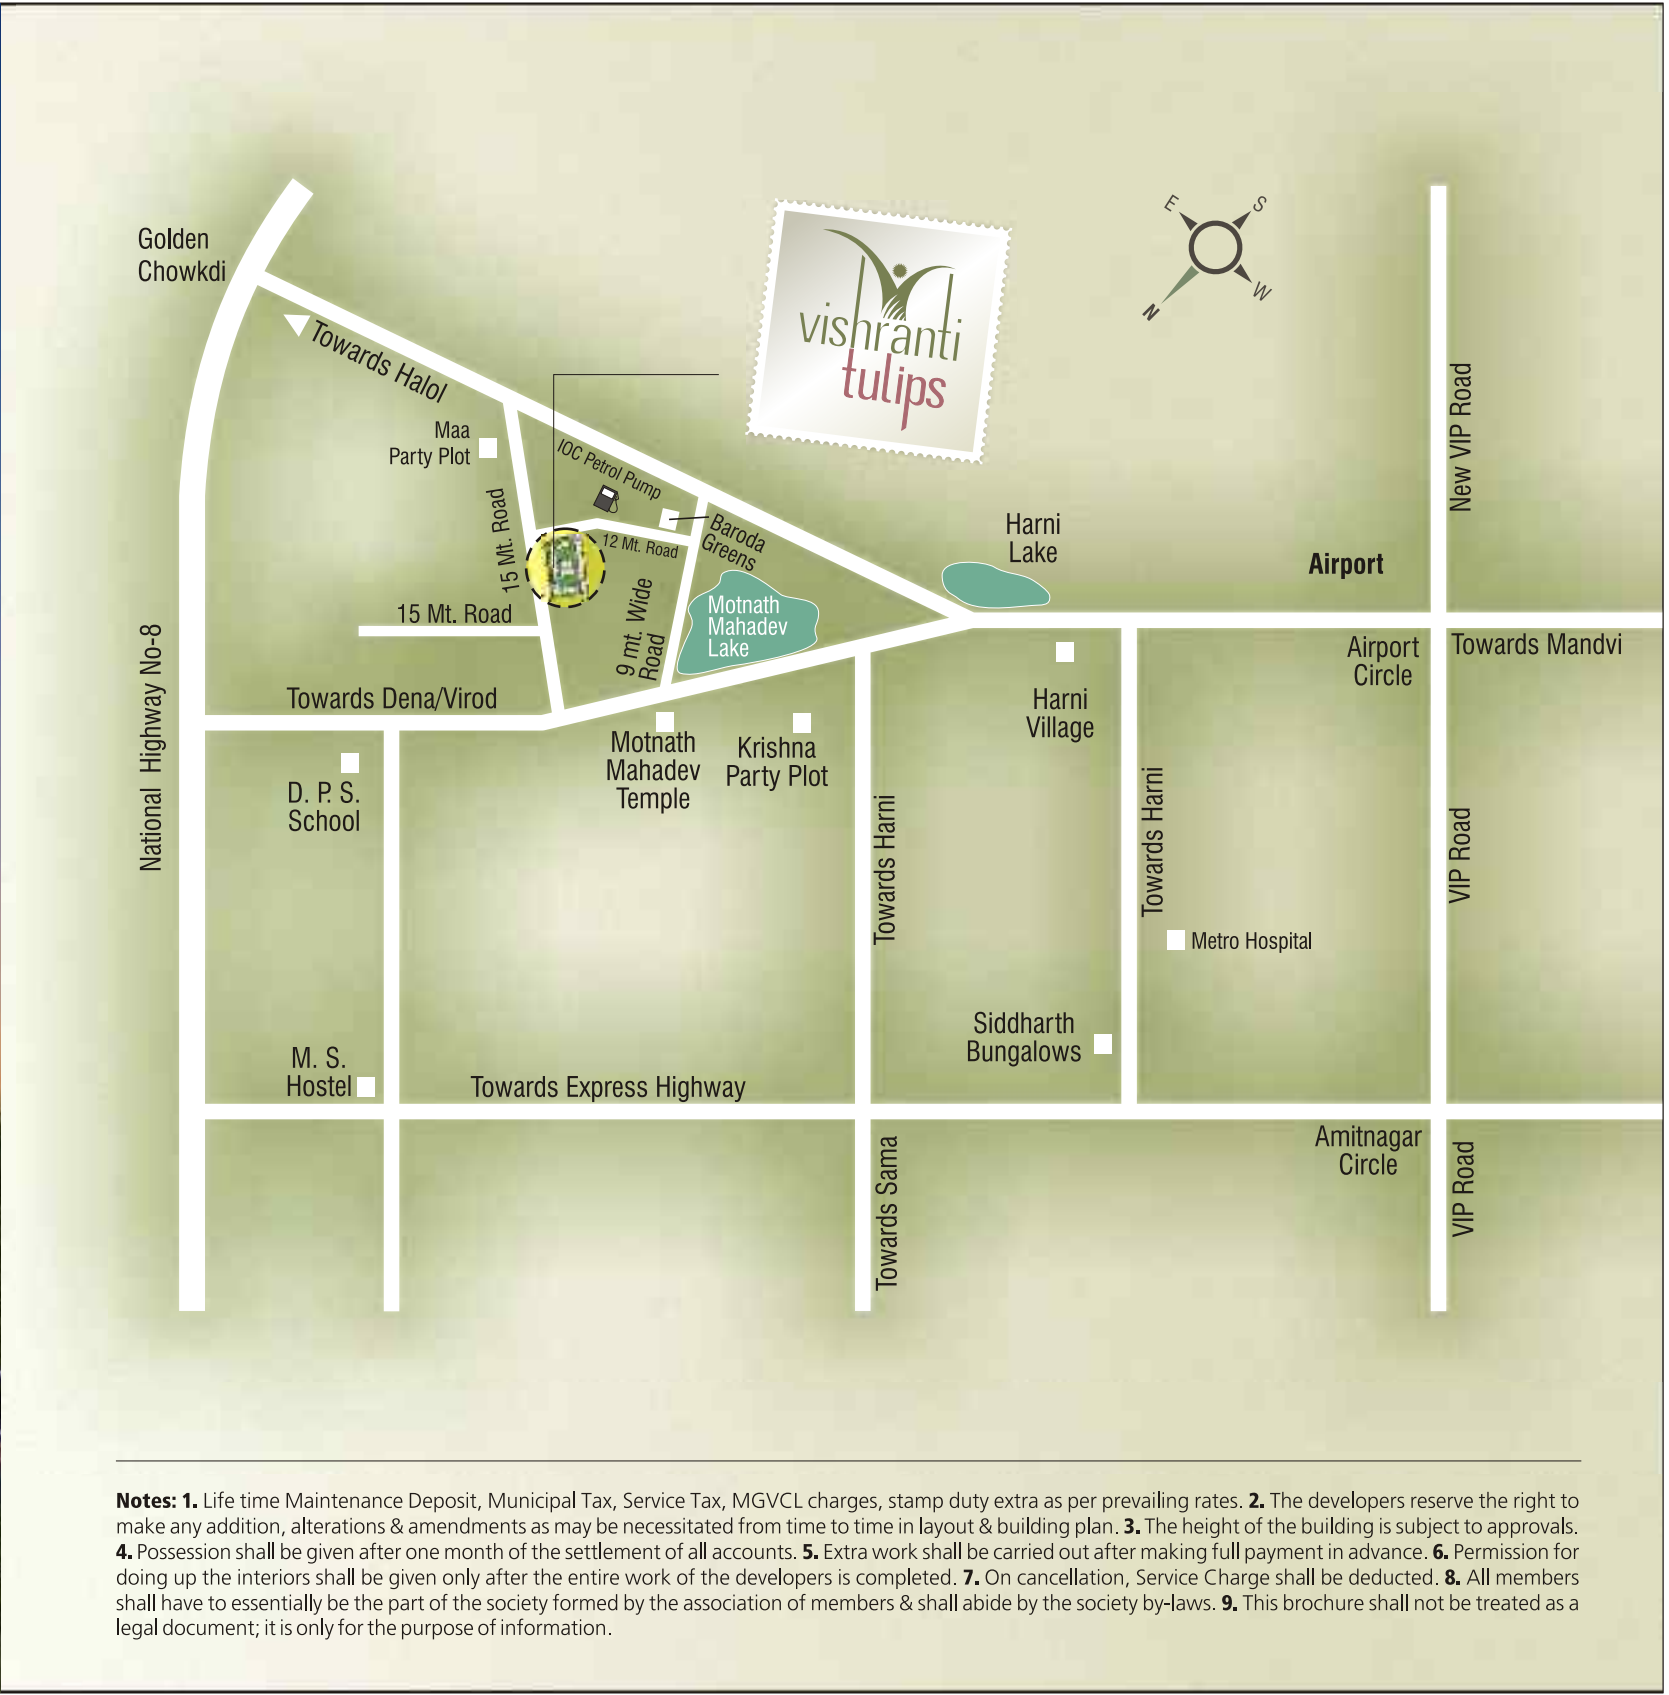 Golden
Chowkdi
Towards Halol
vishranti
tulips
E
S
W
N
Maa
Party Plot
IOC Petrol Pump
15 Mt. Road
12 Mt. Road
Baroda
Greens
Harni
Lake
Airport
New VIP Road
15 Mt. Road
9 mt. Wide
Road
Motnath
Mahadev
Lake
Airport
Circle
Towards Mandvi
National Highway No-8
Towards Dena/Virod
Harni
Village
Motnath
Mahadev
Temple
Krishna
Party Plot
D. P. S.
School
Towards Harni
Towards Harni
VIP Road
Metro Hospital
Siddharth
Bungalows
M. S.
Hostel
Towards Express Highway
Amitnagar
Circle
Towards Sama
VIP Road
Notes: 1. Life time Maintenance Deposit, Municipal Tax, Service Tax, MGVCL charges, stamp duty extra as per prevailing rates. 2. The developers reserve the right to
make any addition, alterations & amendments as may be necessitated from time to time in layout & building plan. 3. The height of the building is subject to approvals.
4. Possession shall be given after one month of the settlement of all accounts. 5. Extra work shall be carried out after making full payment in advance. 6. Permission for
doing up the interiors shall be given only after the entire work of the developers is completed. 7. On cancellation, Service Charge shall be deducted. 8. All members
shall have to essentially be the part of the society formed by the association of members & shall abide by the society by-laws. 9. This brochure shall not be treated as a
legal document; it is only for the purpose of information.